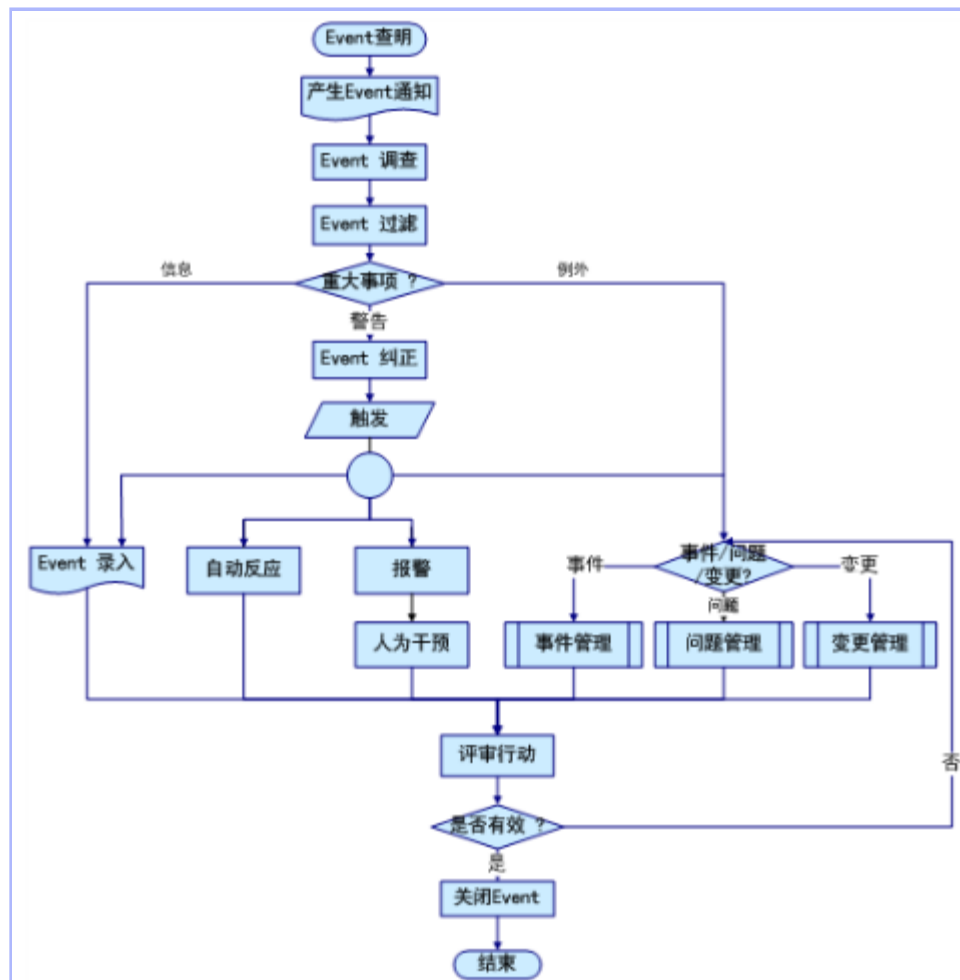 Event查明
产生Event通知
Event 调查
Event 过滤
信息
重大事项 ?
例外
警告
Event 纠正
触发
Event 录入
自动反应
报警
事件
事件/问题
/变更?
变更
问题
人为干预
事件管理
问题管理
变更管理
评审行动
否
是否有效 ?
是
关闭Event
结束